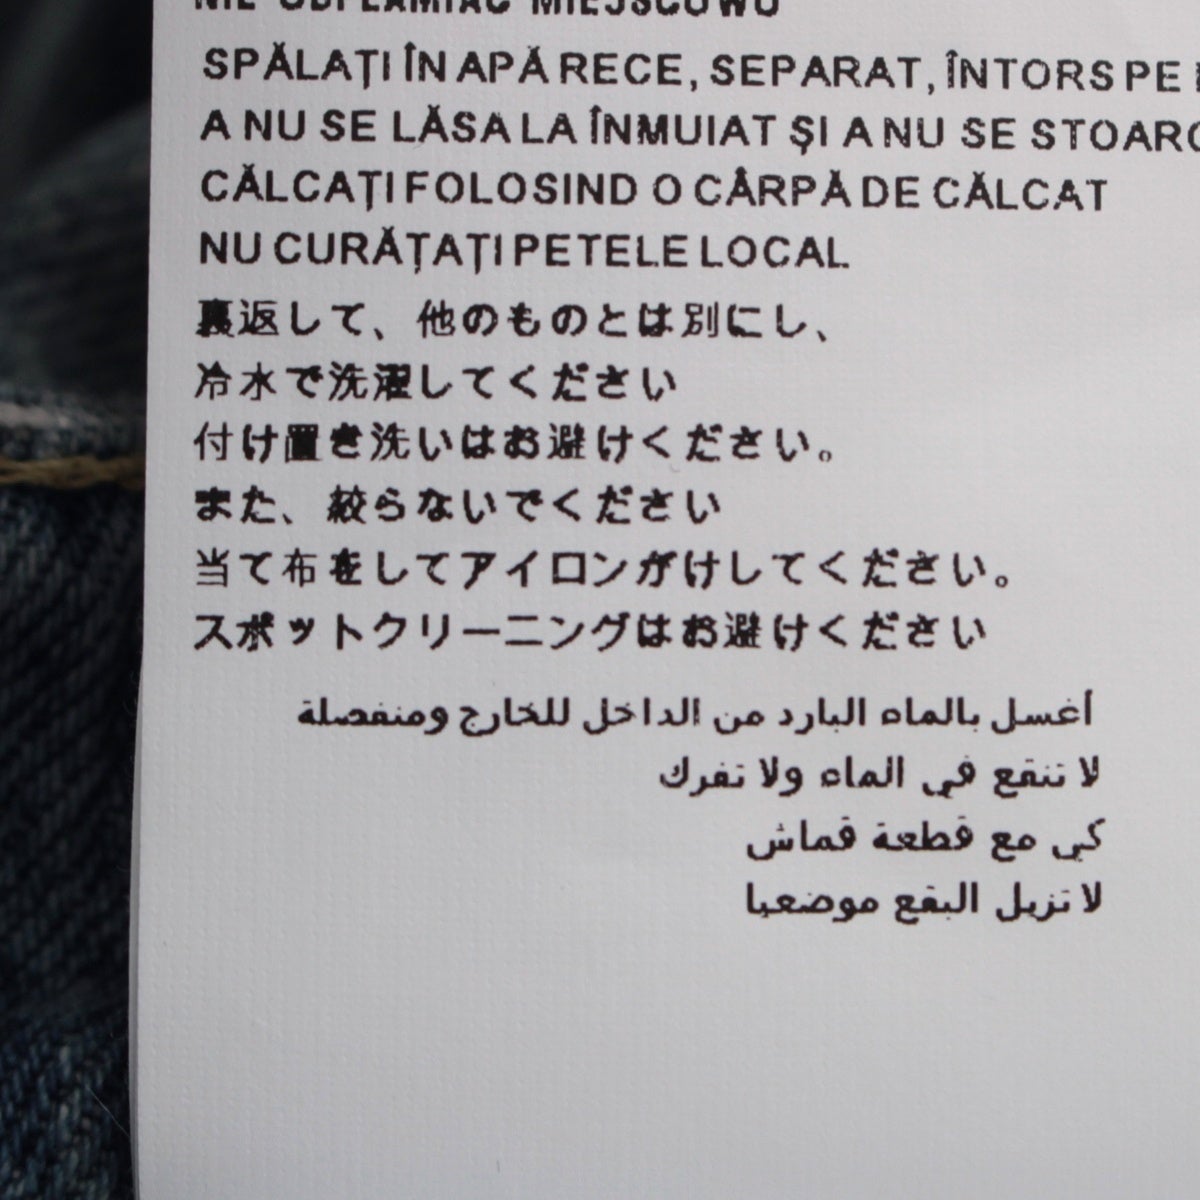 NIE ODPLAMIAĆ MIEJSCOWO
SPĂLAȚI ÎN APĂ RECE, SEPARAT, ÎNTORS PE
A NU SE LĂSA LA ÎNMUIAT ȘI A NU SE STOARC
CĂLCAȚI FOLOSIND O CÂRPĂ DE CĂLCAT
NU CURĂȚAȚI PETELE LOCAL
裏返して、他のものとは別にし、
冷水で洗濯してください
付け置き洗いはお避けください。
また、絞らないでください
当て布をしてアイロンがけしてください。
スポットクリーニングはお避けください
أغسل بالماء البارد من الداخل للخارج ومنفصلة
لا تنقع في الماء ولا تفرك
كي مع قطعة قماش
لا تزيل البقع موضعيا